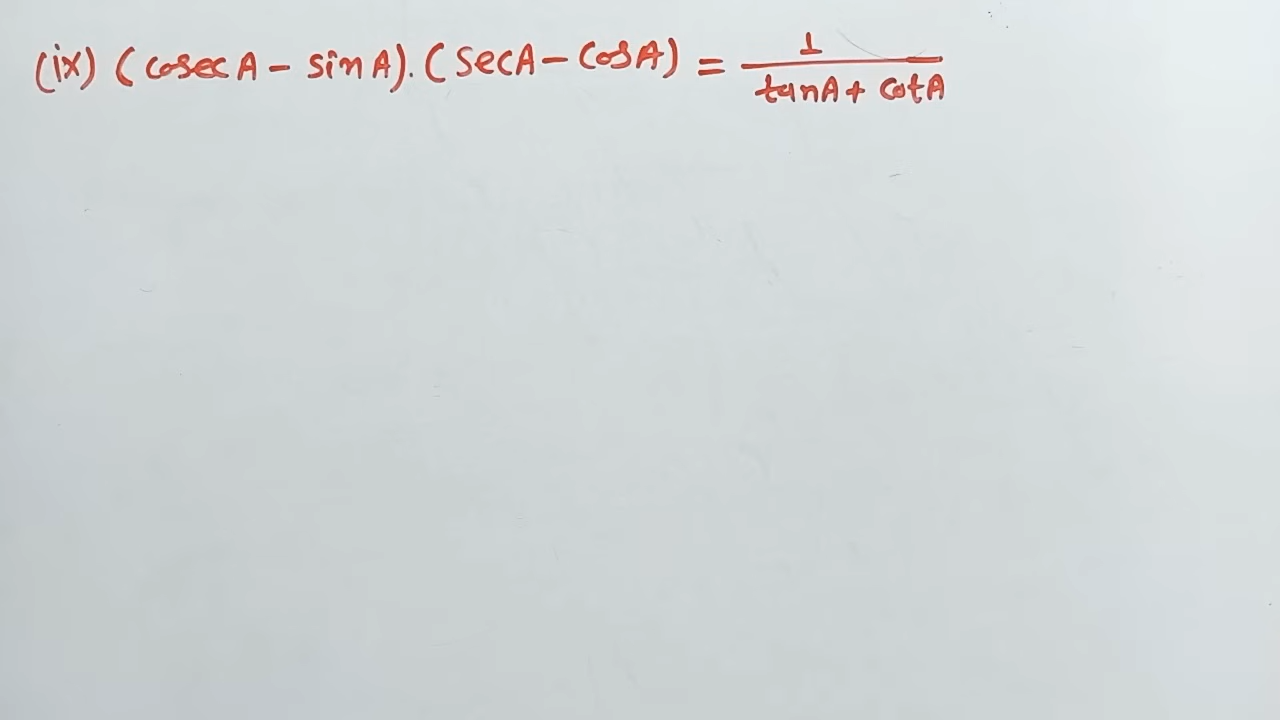 (ix) (cosec A - sin A). (sec A - cos A) = 1 / tan A + cot A